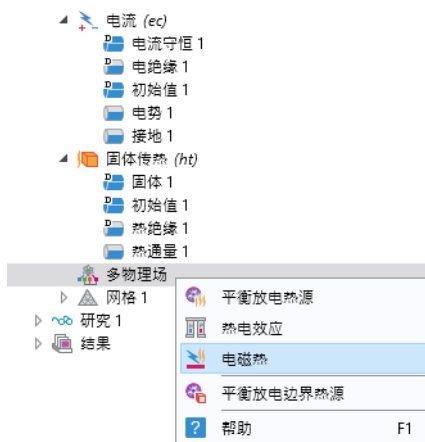 电流 (ec)
电流守恒 1
电绝缘 1
初始值 1
电势 1
接地 1
固体传热 (ht)
固体 1
初始值 1
热绝缘 1
热通量 1
多物理场
网格 1
研究 1
结果
平衡放电热源
热电效应
电磁热
平衡放电边界热源
帮助 F1